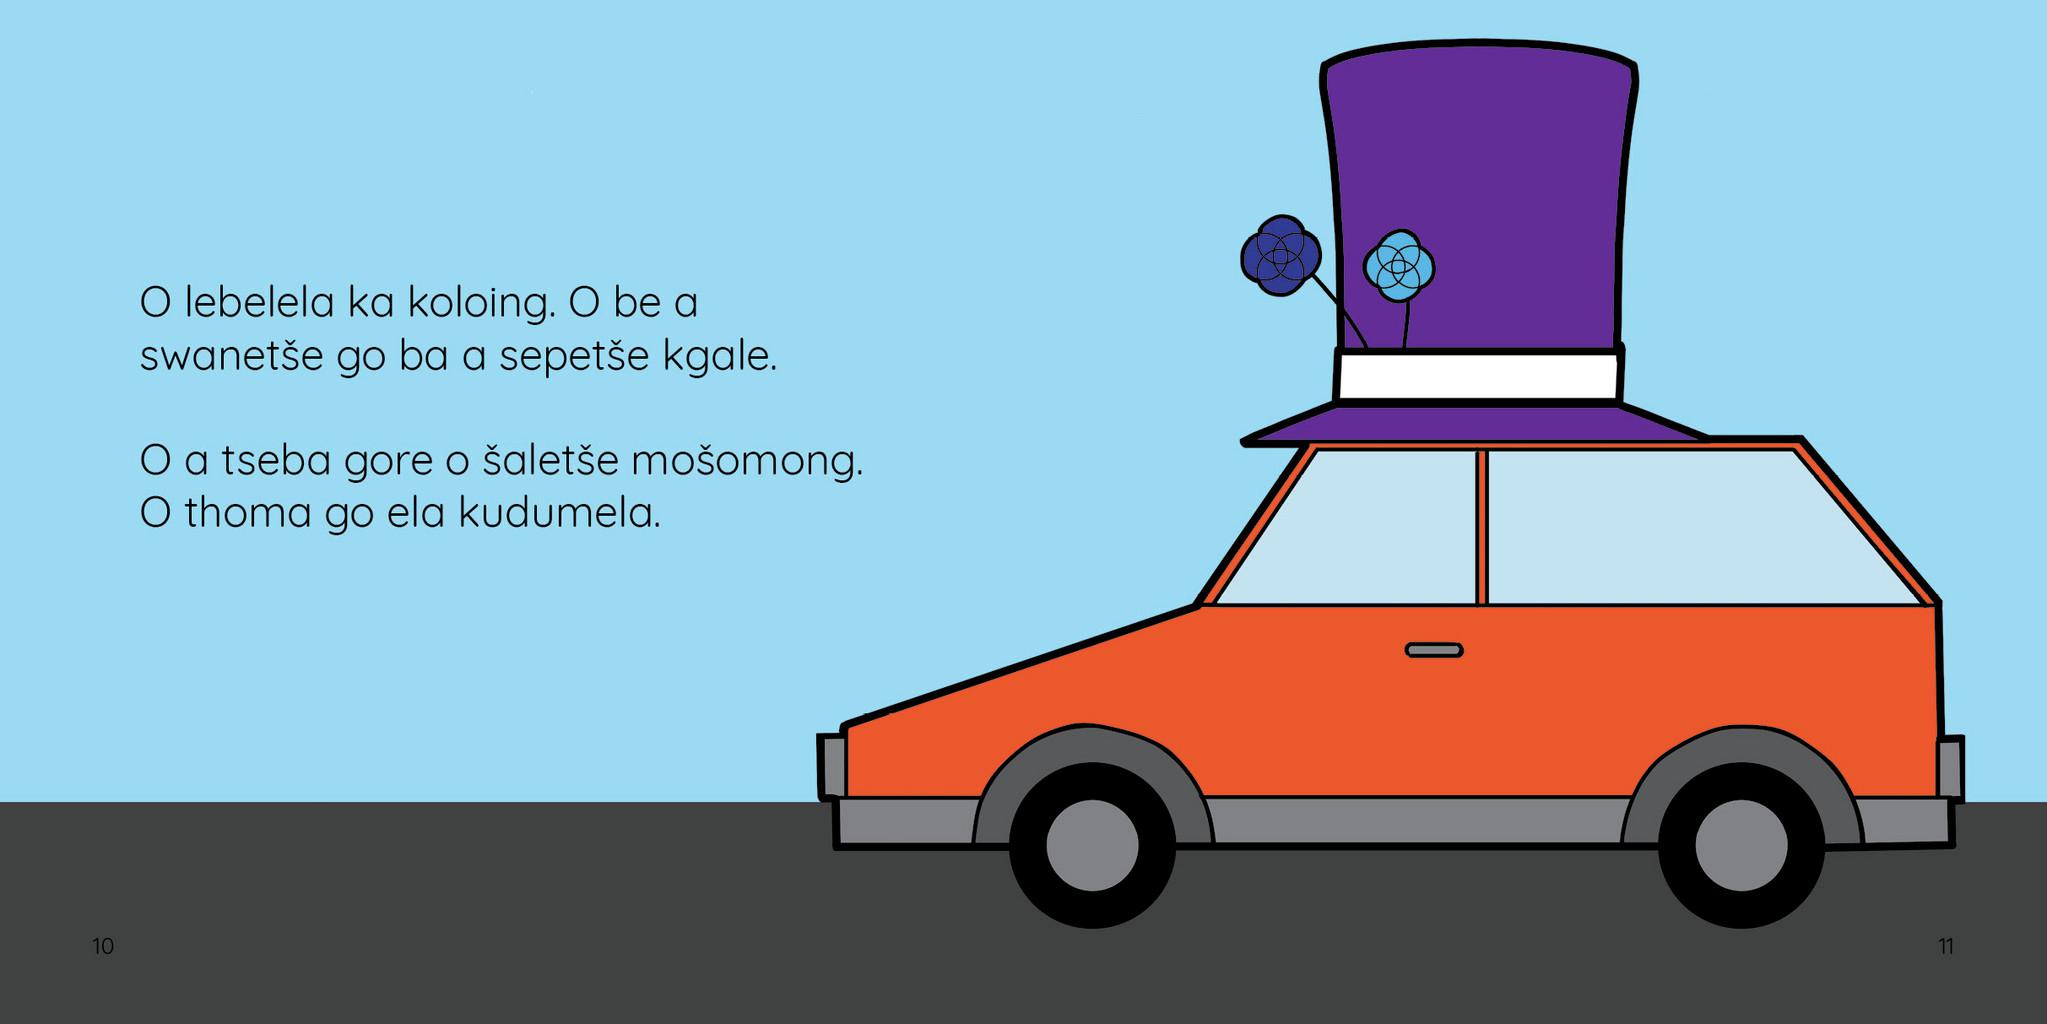 O lebelela ka koloing. O be a
swanetše go ba a sepetše kgale.
O a tseba gore o šaletše mošomong.
O thoma go ela kudumela.
10
11